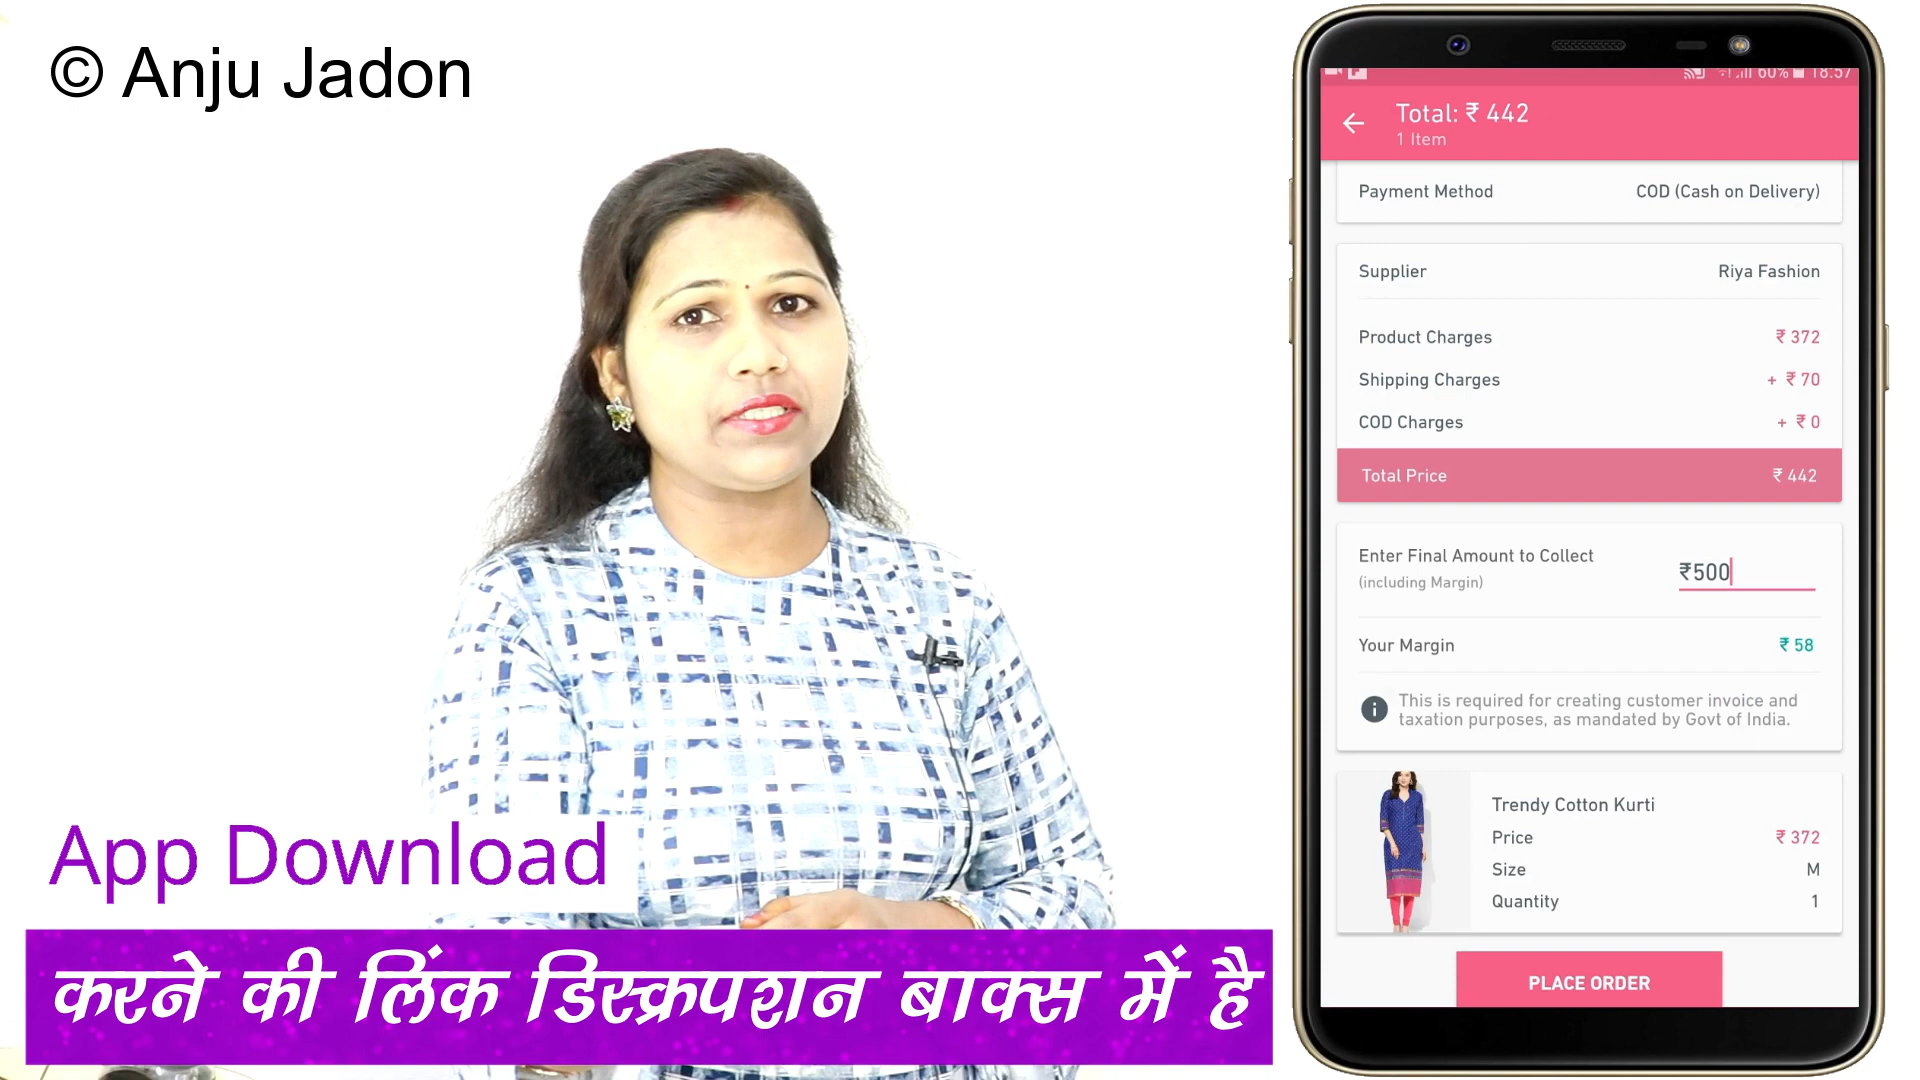 © Anju Jadon
App Download
करने की लिंक डिस्क्रपशन बाक्स में है
60% 18:57
Total: ₹ 442
1 Item
Payment Method COD (Cash on Delivery)
Supplier Riya Fashion
Product Charges ₹ 372
Shipping Charges + ₹ 70
COD Charges + ₹ 0
Total Price ₹ 442
Enter Final Amount to Collect ₹500
(including Margin)
Your Margin ₹ 58
This is required for creating customer invoice and
taxation purposes, as mandated by Govt of India.
Trendy Cotton Kurti
Price ₹ 372
Size M
Quantity 1
PLACE ORDER